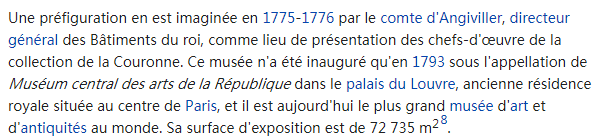 Une préfiguration en est imaginée en 1775-1776 par le comte d'Angiviller, directeur
général des Bâtiments du roi, comme lieu de présentation des chefs-d'œuvre de la
collection de la Couronne. Ce musée n'a été inauguré qu'en 1793 sous l'appellation de
Muséum central des arts de la République dans le palais du Louvre, ancienne résidence
royale située au centre de Paris, et il est aujourd'hui le plus grand musée d'art et
d'antiquités au monde. Sa surface d'exposition est de 72 735 m² ⁸.